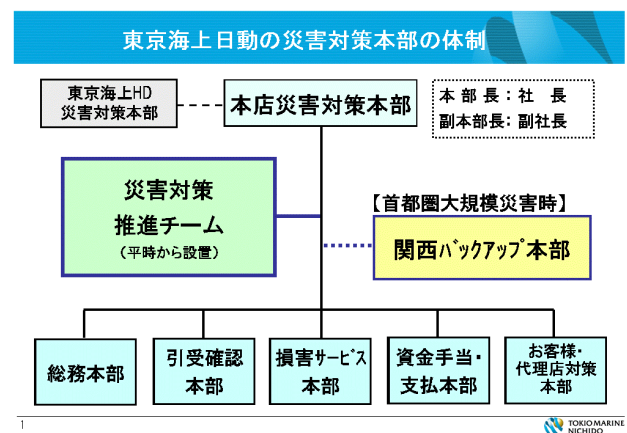 東京海上日動の災害対策本部の体制
東京海上HD
災害対策本部
本店災害対策本部
本 部 長：社　長
副本部長：副社長
災害対策
推進チーム
（平時から設置）
【首都圏大規模災害時】
関西ﾊﾞｯｸｱｯﾌﾟ本部
総務本部
引受確認
本部
損害ｻｰﾋﾞｽ
本部
資金手当・
支払本部
お客様・
代理店対策
本部
1
TOKIO MARINE
NICHIDO